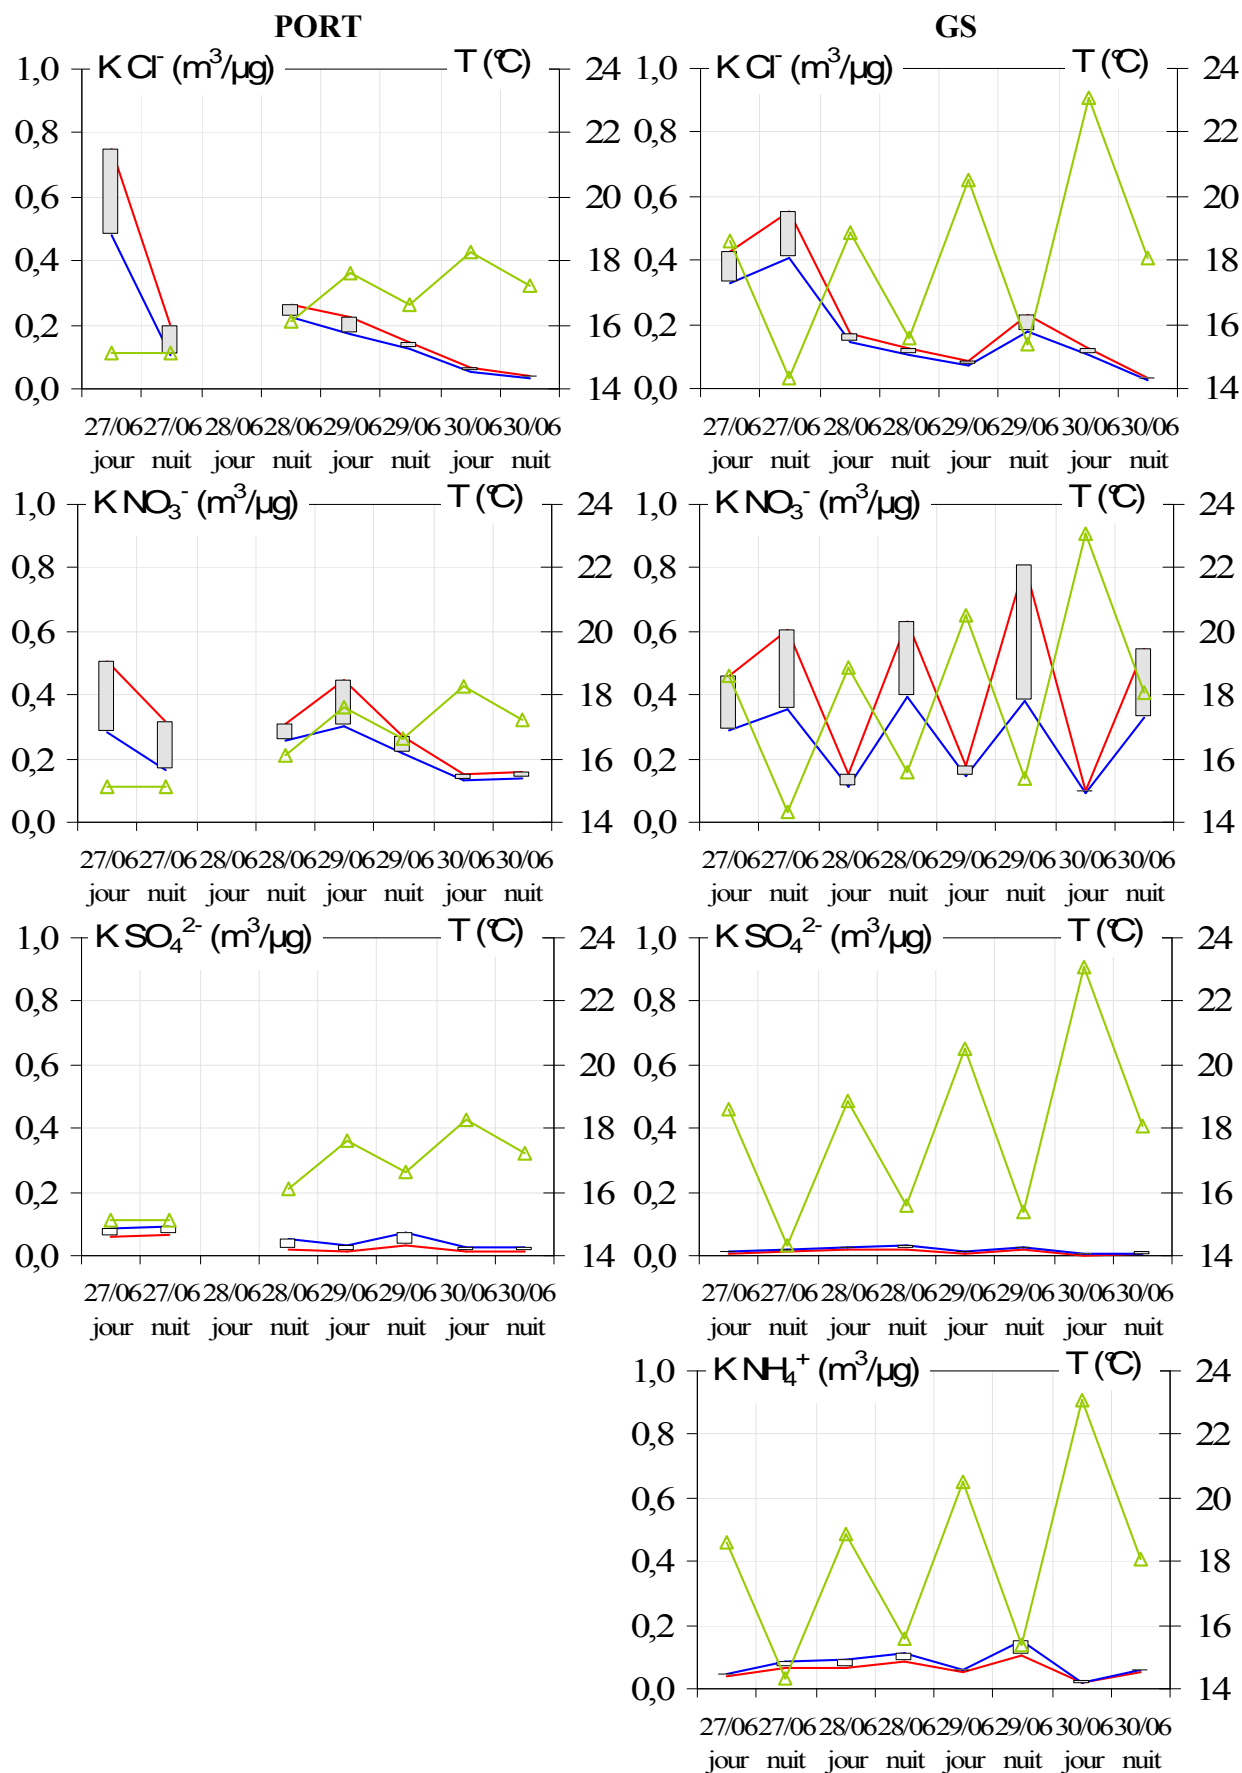 PORT GS
K Cl⁻ (m³/µg) T (°C) K Cl⁻ (m³/µg) T (°C)
1,0 24 1,0 24
0,8 22 0,8 22
0,6 20 0,6 20
0,4 18 0,4 18
0,2 16 0,2 16
0,0 14 0,0 14
27/06 27/06 28/06 28/06 29/06 29/06 30/06 30/06 27/06 27/06 28/06 28/06 29/06 29/06 30/06 30/06
jour nuit jour nuit jour nuit jour nuit jour nuit jour nuit jour nuit jour nuit
K NO₃⁻ (m³/µg) T (°C) K NO₃⁻ (m³/µg) T (°C)
1,0 24 1,0 24
0,8 22 0,8 22
0,6 20 0,6 20
0,4 18 0,4 18
0,2 16 0,2 16
0,0 14 0,0 14
27/06 27/06 28/06 28/06 29/06 29/06 30/06 30/06 27/06 27/06 28/06 28/06 29/06 29/06 30/06 30/06
jour nuit jour nuit jour nuit jour nuit jour nuit jour nuit jour nuit jour nuit
K SO₄²⁻ (m³/µg) T (°C) K SO₄²⁻ (m³/µg) T (°C)
1,0 24 1,0 24
0,8 22 0,8 22
0,6 20 0,6 20
0,4 18 0,4 18
0,2 16 0,2 16
0,0 14 0,0 14
27/06 27/06 28/06 28/06 29/06 29/06 30/06 30/06 27/06 27/06 28/06 28/06 29/06 29/06 30/06 30/06
jour nuit jour nuit jour nuit jour nuit jour nuit jour nuit jour nuit jour nuit
K NH₄⁺ (m³/µg) T (°C)
1,0 24
0,8 22
0,6 20
0,4 18
0,2 16
0,0 14
27/06 27/06 28/06 28/06 29/06 29/06 30/06 30/06
jour nuit jour nuit jour nuit jour nuit